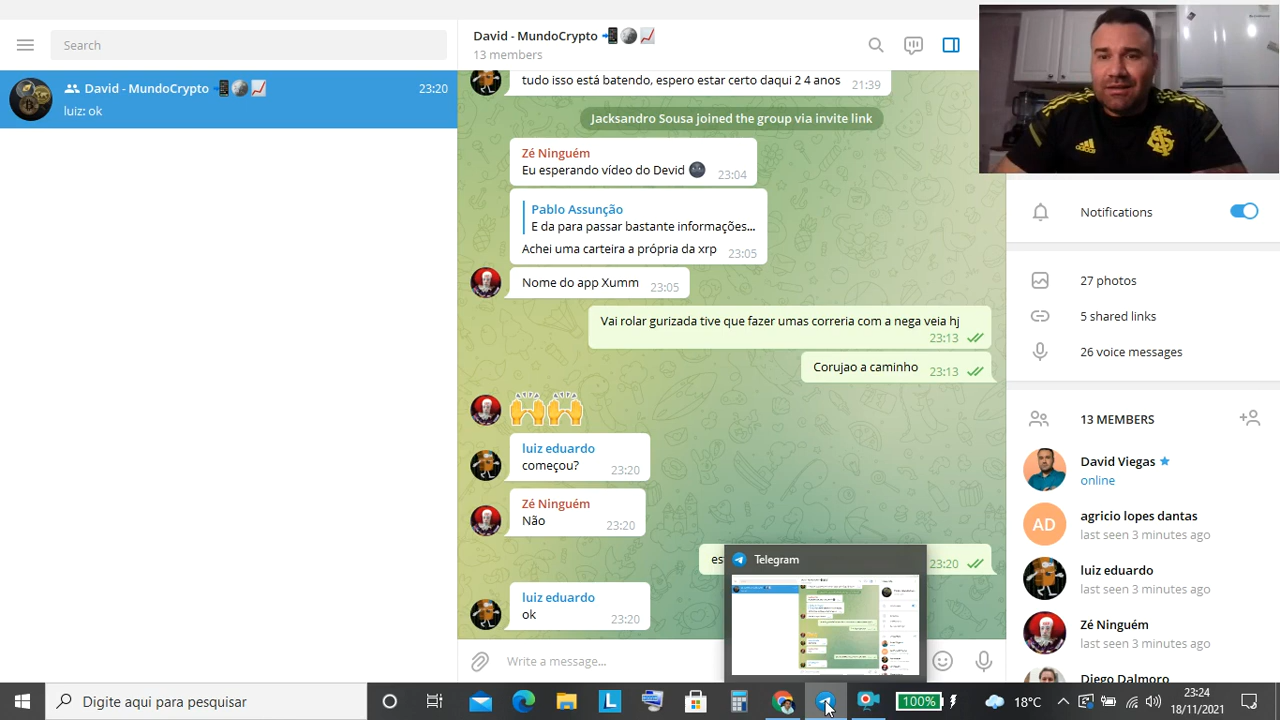 Search
David - MundoCrypto
23:20
luiz: ok
David - MundoCrypto
13 members
tudo isso está batendo, espero estar certo daqui 2 4 anos
21:39
Jacksandro Sousa joined the group via invite link
Zé Ninguém
Eu esperando vídeo do Devid
23:04
Pablo Assunção
E da para passar bastante informações...
Achei uma carteira a própria da xrp
23:05
Nome do app Xumm
23:05
Vai rolar gurizada tive que fazer umas correria com a nega veia hj
23:13
Corujao a caminho
23:13
luiz eduardo
começou?
23:20
Zé Ninguém
Não
23:20
es
23:20
Telegram
luiz eduardo
ok
23:20
Write a message...
adidas
Notifications
27 photos
5 shared links
26 voice messages
13 MEMBERS
David Viegas
online
AD
agricio lopes dantas
last seen 3 minutes ago
luiz eduardo
last seen 3 minutes ago
Zé Ninguém
last seen 3 minutes ago
Diego Dalmoro
Digite aqui para pesquisar
L
100%
18°C
23:24
18/11/2021